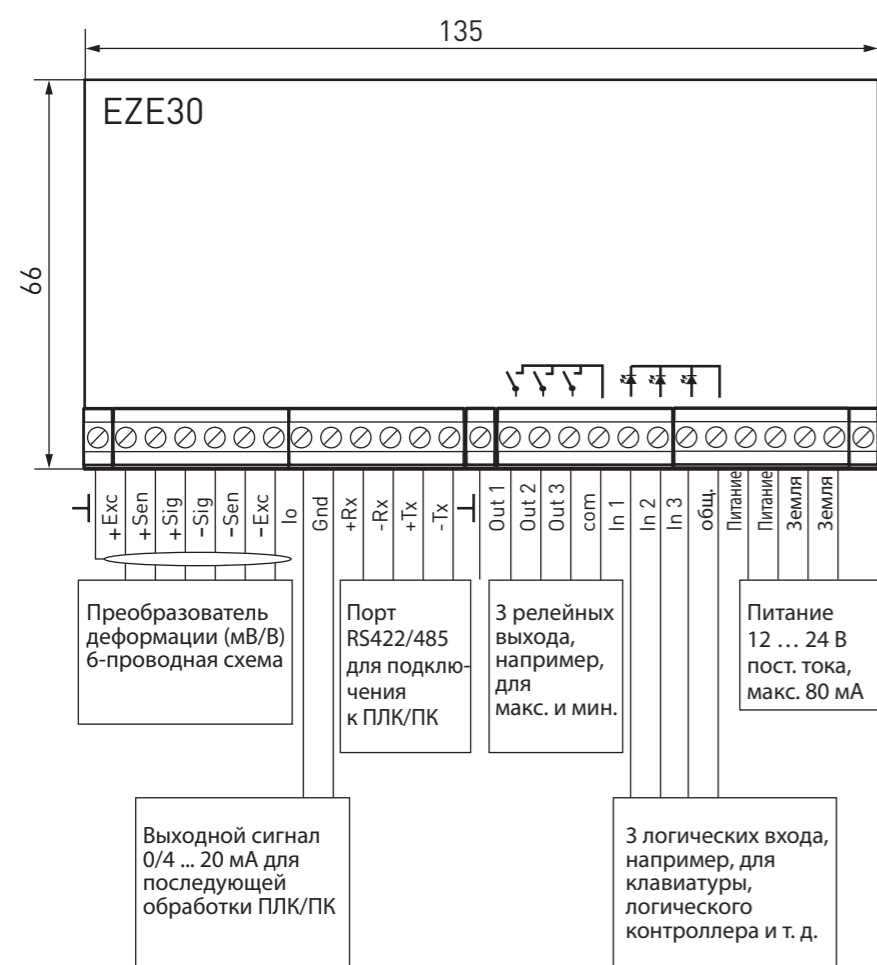 135
66
EZE30
+Exc
+Sen
+Sig
–Sig
–Sen
–Exc
Io
Gnd
+Rx
-Rx
+Tx
-Tx
Out 1
Out 2
Out 3
com
In 1
In 2
In 3
общ.
Питание
Питание
Земля
Земля
Преобразователь
деформации (мВ/В)
6-проводная схема
Порт
RS422/485
для подклю-
чения
к ПЛК/ПК
3 релейных
выхода,
например,
для
макс. и мин.
Питание
12 … 24 В
пост. тока,
макс. 80 мА
Выходной сигнал
0/4 ... 20 мА для
последующей
обработки ПЛК/ПК
3 логических входа,
например, для
клавиатуры,
логического
контроллера и т. д.